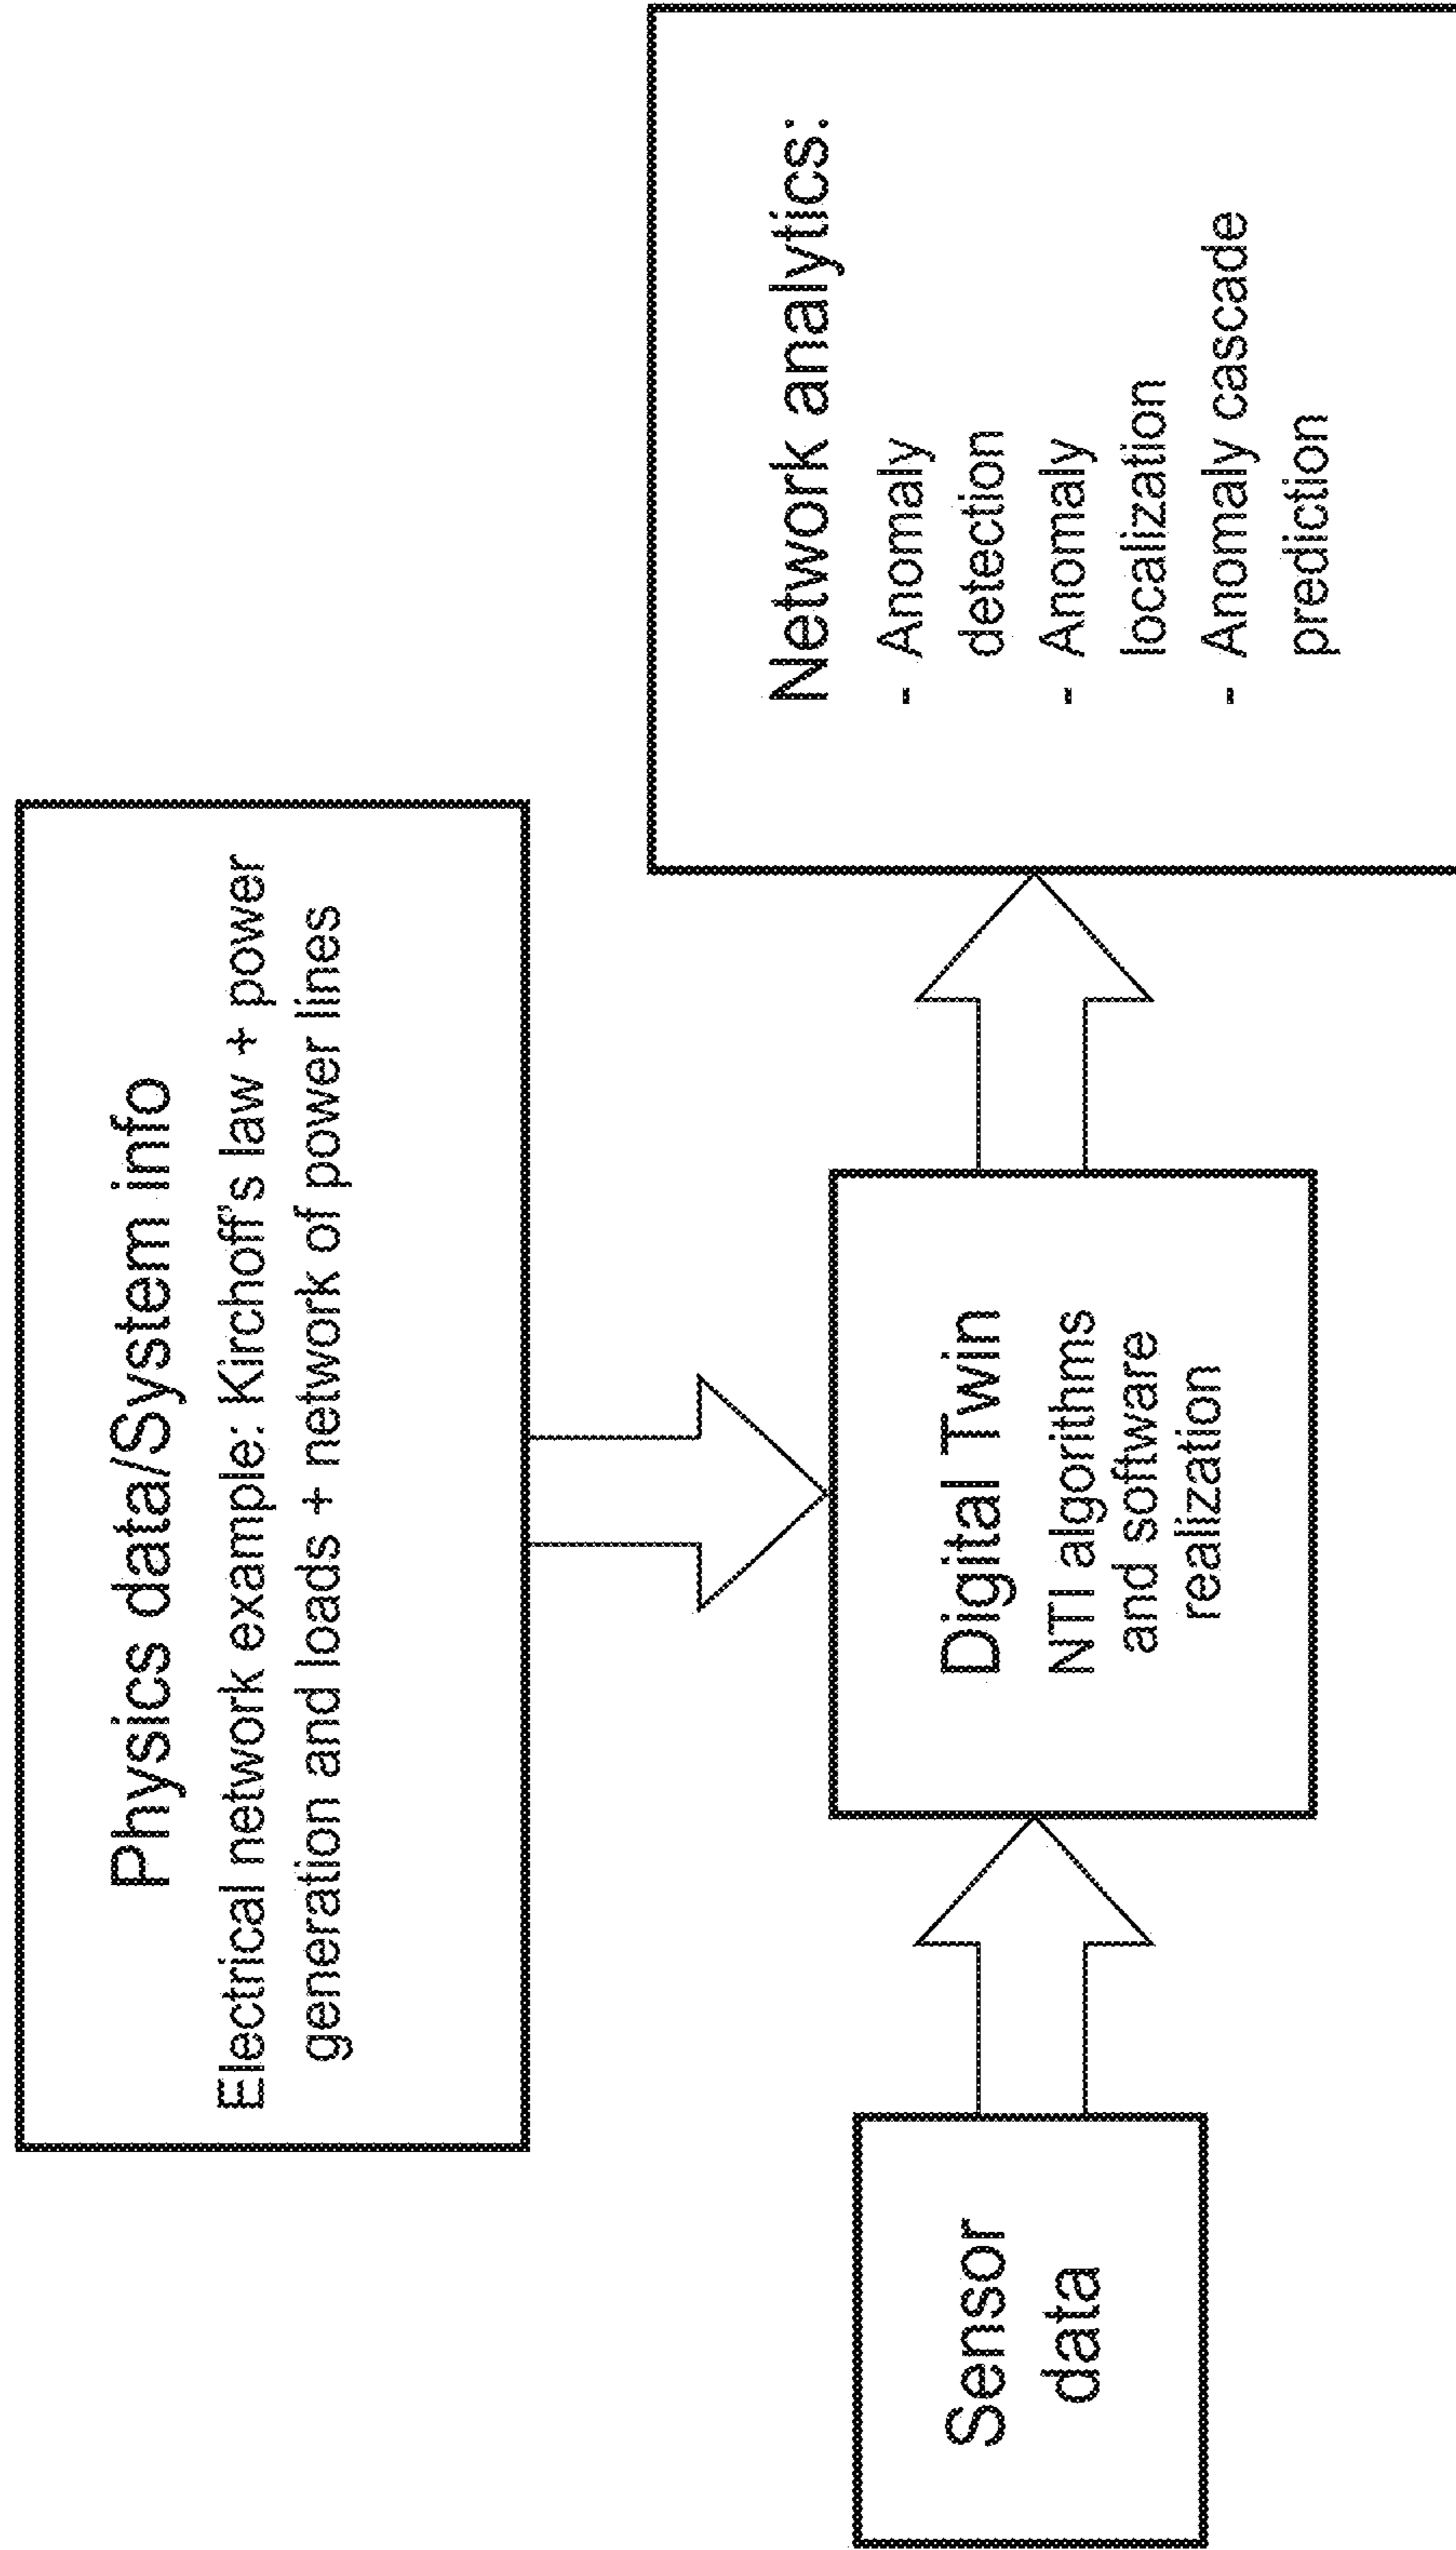 Physics data/System info
Electrical network example: Kirchoff's law + power
generation and loads + network of power lines
Sensor
data
Digital Twin
NTI algorithms
and software
realization
Network analytics:
- Anomaly
detection
- Anomaly
localization
- Anomaly cascade
prediction